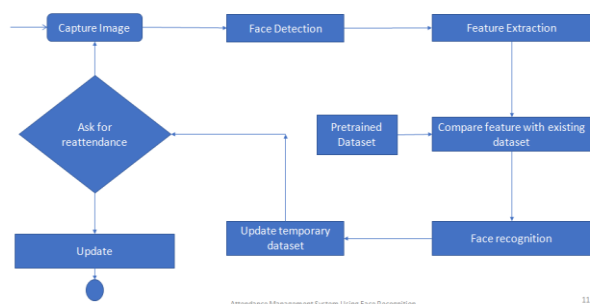 Capture Image
Face Detection
Feature Extraction
Ask for
reattendance
Pretrained
Dataset
Compare feature with existing
dataset
Update
Update temporary
dataset
Face recognition
Attendance Management System Using Face Recognition
11